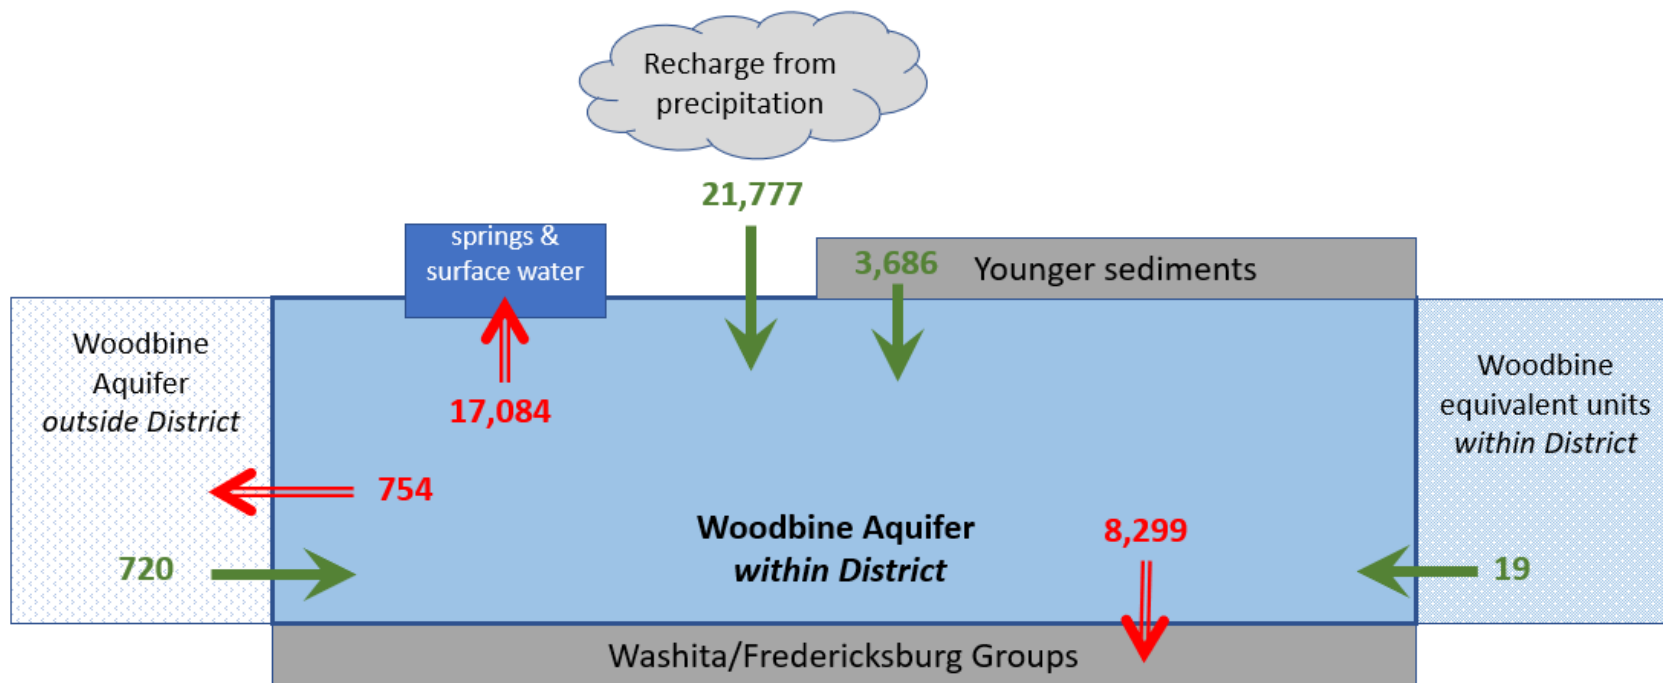 Recharge from
precipitation
21,777
springs &
surface water
3,686
Younger sediments
Woodbine
Aquifer
outside District
17,084
Woodbine
equivalent units
within District
754
Woodbine Aquifer
within District
8,299
720
19
Washita/Fredericksburg Groups